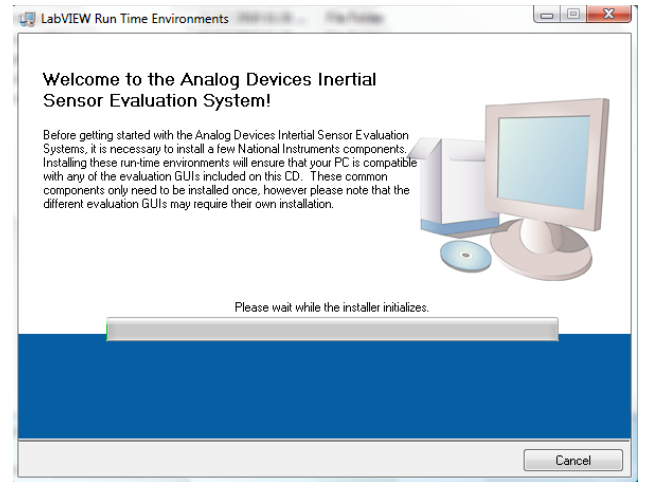 LabVIEW Run Time Environments
Welcome to the Analog Devices Inertial
Sensor Evaluation System!
Before getting started with the Analog Devices Intertial Sensor Evaluation
Systems, it is necessary to install a few National Instruments components.
Installing these run-time environments will ensure that your PC is compatible
with any of the evaluation GUIs included on this CD. These common
components only need to be installed once, however please note that the
different evaluation GUIs may require their own installation.
Please wait while the installer initializes.
Cancel